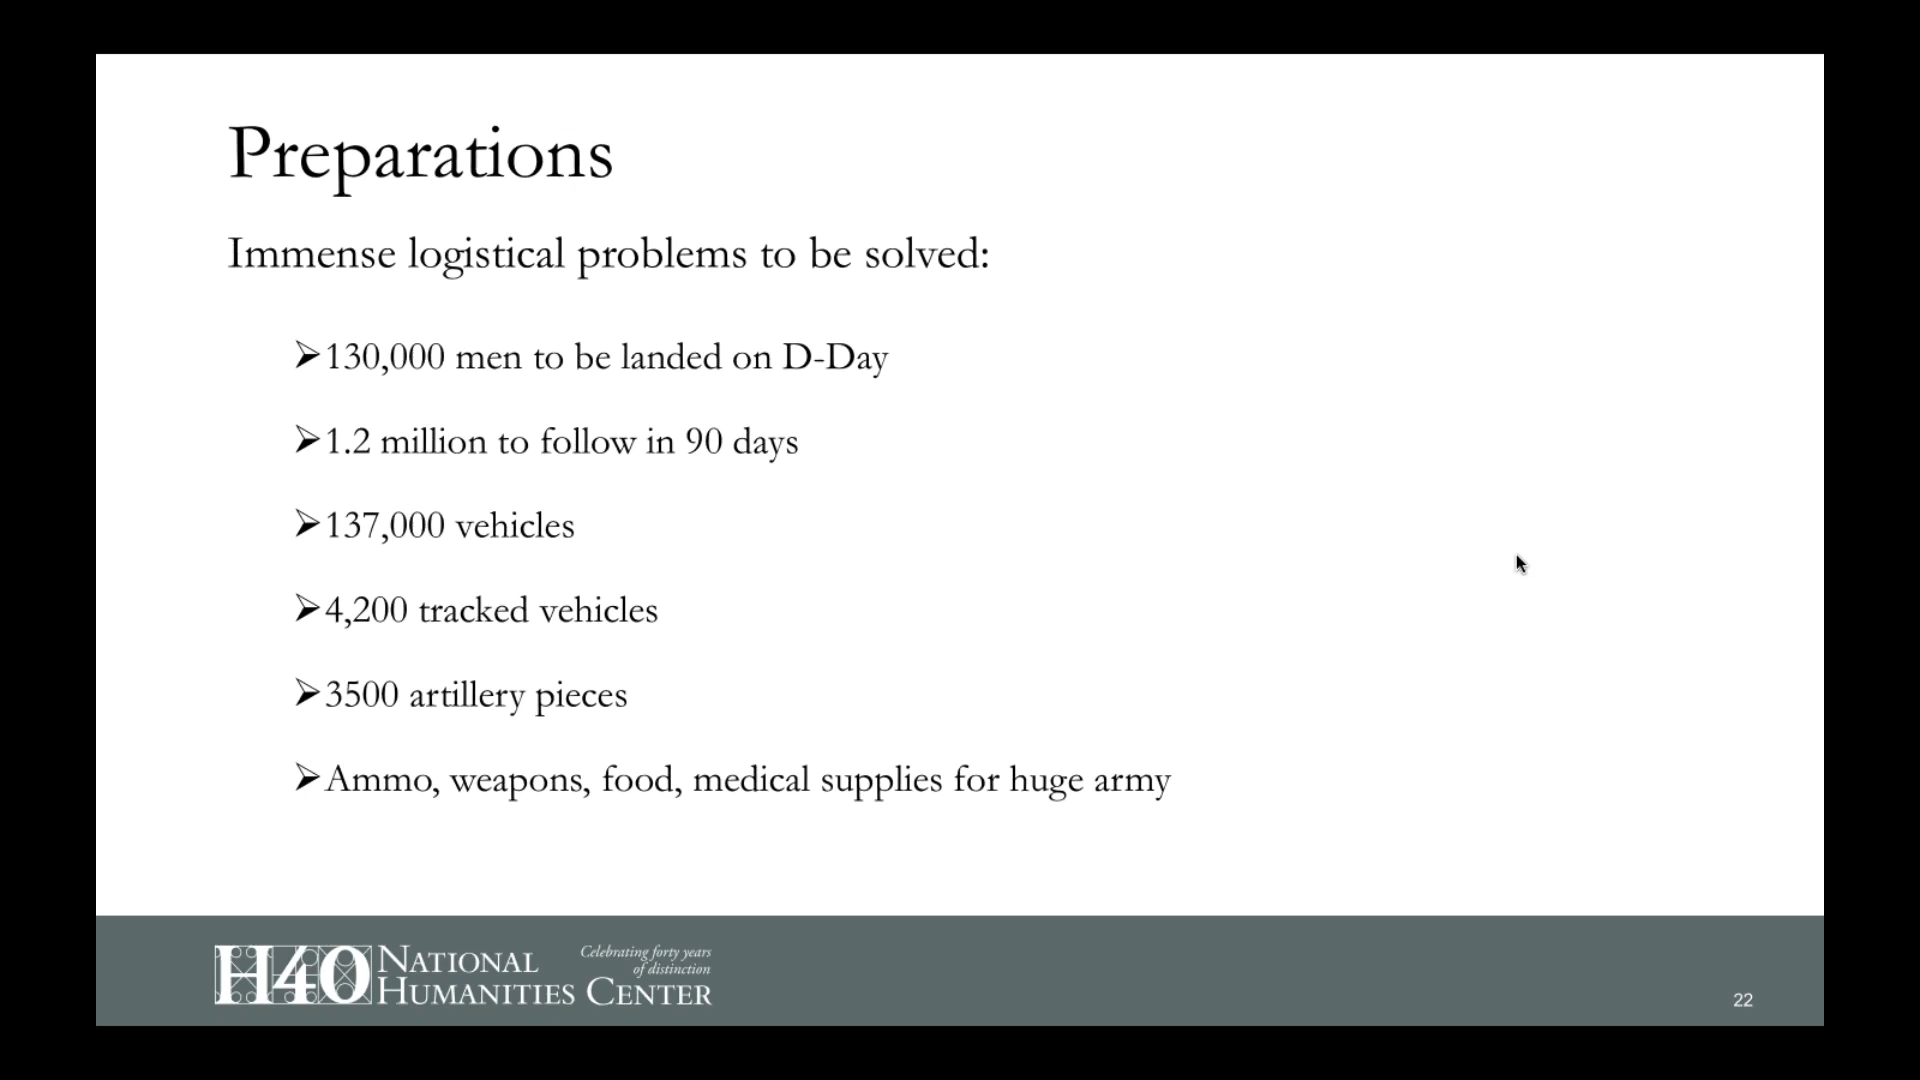 Preparations
Immense logistical problems to be solved:
➢130,000 men to be landed on D-Day
➢1.2 million to follow in 90 days
➢137,000 vehicles
➢4,200 tracked vehicles
➢3500 artillery pieces
➢Ammo, weapons, food, medical supplies for huge army
H40 NATIONAL HUMANITIES CENTER
Celebrating forty years
of distinction
22